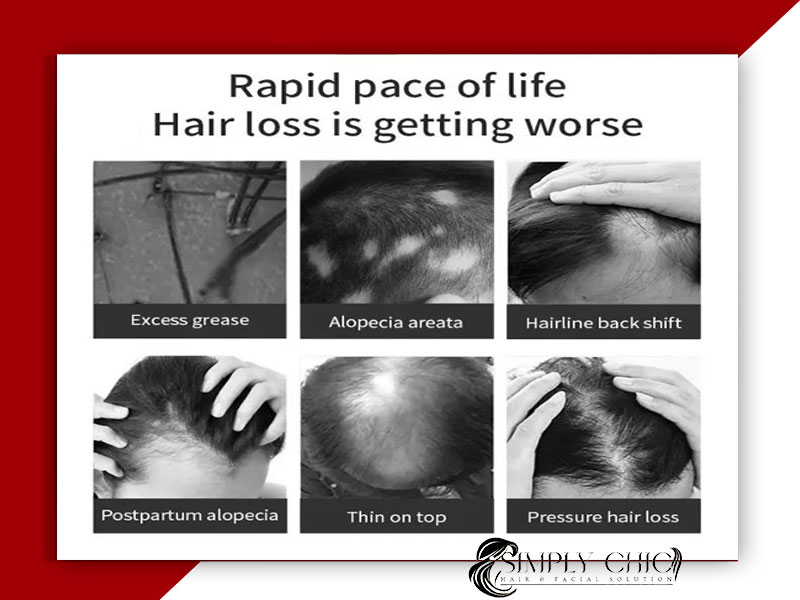 Rapid pace of life
Hair loss is getting worse
Excess grease
Alopecia areata
Hairline back shift
Postpartum alopecia
Thin on top
Pressure hair loss
SIMPLY CHIC
HAIR & FACIAL SOLUTION